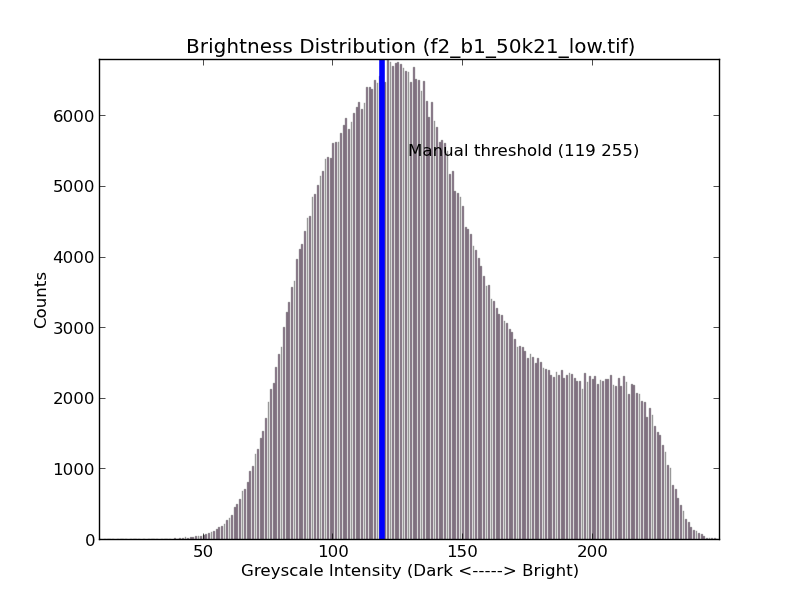 Brightness Distribution (f2_b1_50k21_low.tif)
6000
5000
4000
3000
2000
1000
0
Counts
Manual threshold (119 255)
50
100
150
200
Greyscale Intensity (Dark <-----> Bright)